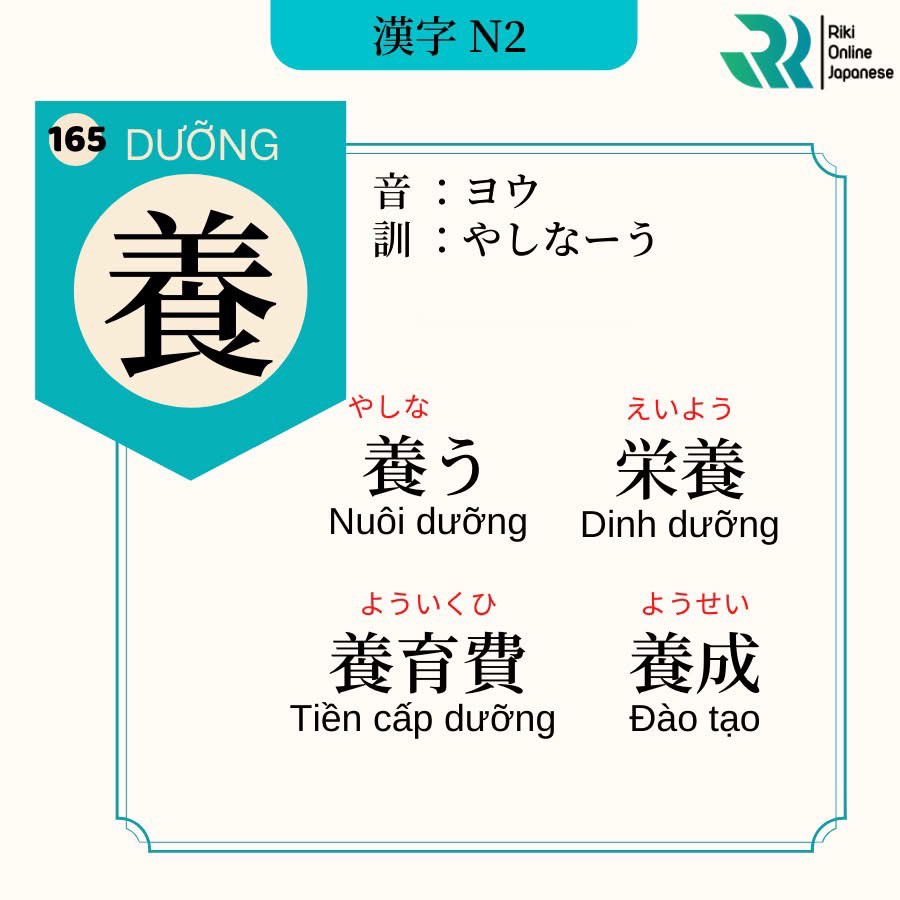 漢字 N2
Riki
Online
Japanese
165 DƯỠNG
養
音 ：ヨウ
訓 ：やしなーう
やしな
養う
Nuôi dưỡng
えいよう
栄養
Dinh dưỡng
よういくひ
養育費
Tiền cấp dưỡng
ようせい
養成
Đào tạo